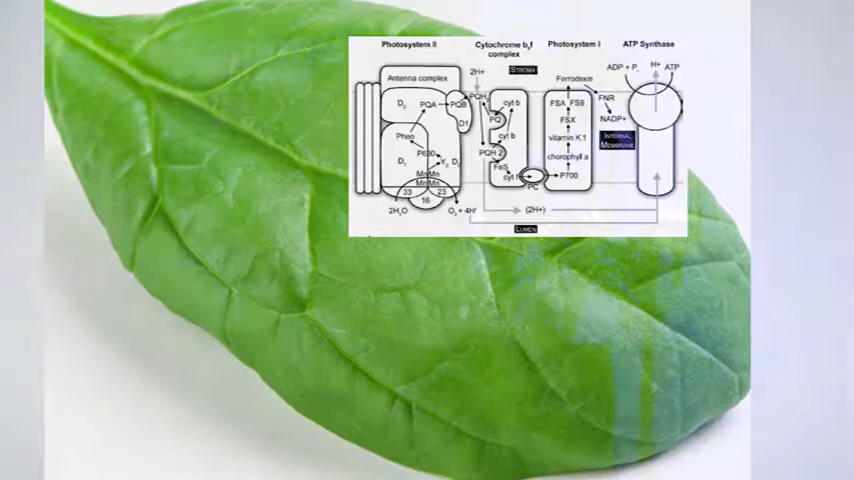 Photosystem II
Cytochrome b₆f
complex
Photosystem I
ATP Synthase
2H+
STROMA
ADP + P
H+
ATP
Antenna complex
Ferrodoxin
PQH
D₂
PQA
PQB
cyt b
FSA FSB
FNR
D1
PQ
FSX
NADP+
Pheo
cyt b
vitamin K 1
INTERNAL
MEMBRANE
P680
PQH 2
chorophyll a
D₁
Y
D
FeS
MnMn
cyt f
P700
MnMn
PC
33
23
16
2H₂O
O₂ + 4H⁺
(2H+)
LUMEN